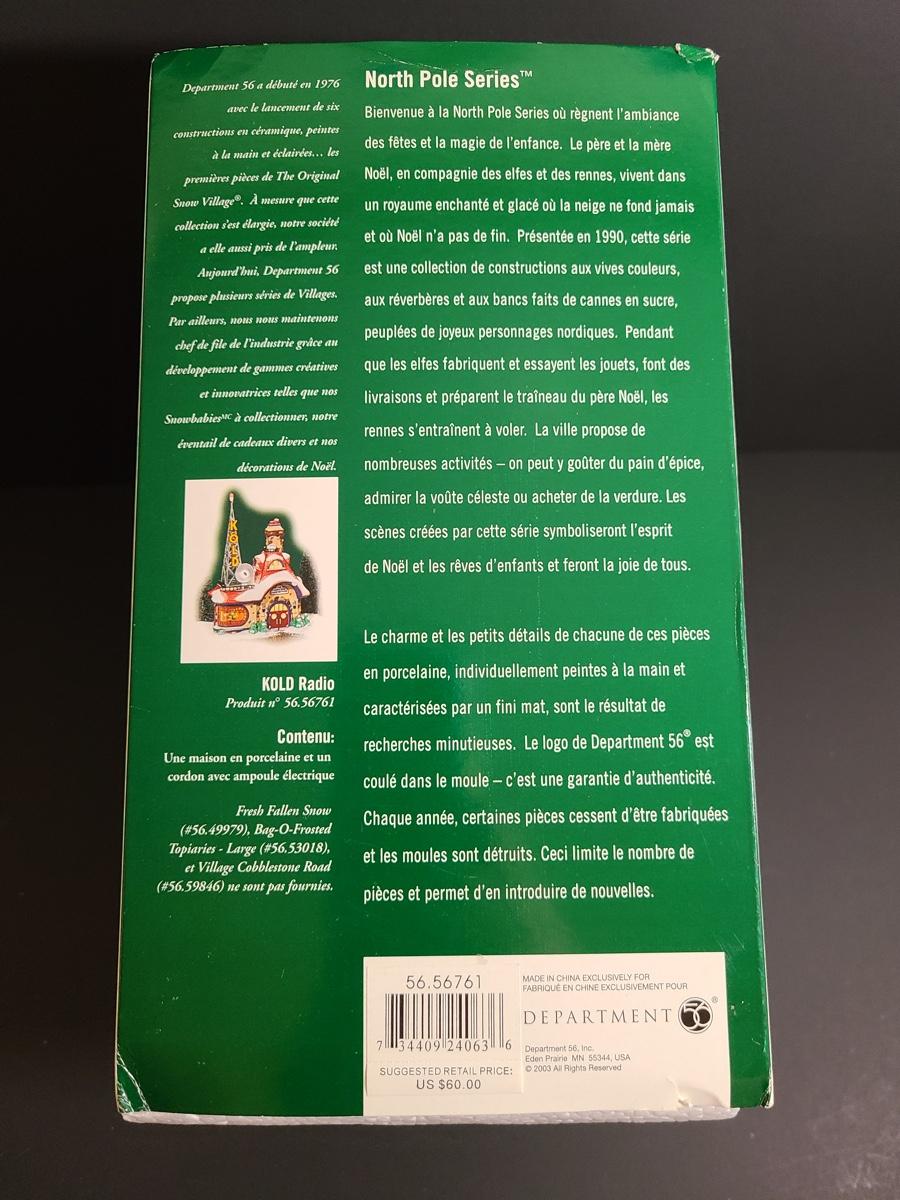 Department 56 a débuté en 1976
avec le lancement de six
constructions en céramique, peintes
à la main et éclairées... les
premières pièces de The Original
Snow Village®. À mesure que cette
collection s'est élargie, notre société
a elle aussi pris de l'ampleur.
Aujourd'hui, Department 56
propose plusieurs séries de Villages.
Par ailleurs, nous nous maintenons
chef de file de l'industrie grâce au
développement de gammes créatives
et innovatrices telles que nos
Snowbabies MC à collectionner, notre
éventail de cadeaux divers et nos
décorations de Noël.
KOLD
KOLD Radio
Produit n° 56.56761
Contenu:
Une maison en porcelaine et un
cordon avec ampoule électrique
Fresh Fallen Snow
(#56.49979), Bag-O-Frosted
Topiaries - Large (#56.53018),
et Village Cobblestone Road
(#56.59846) ne sont pas fournies.
North Pole Series™
Bienvenue à la North Pole Series où règnent l'ambiance
des fêtes et la magie de l'enfance. Le père et la mère
Noël, en compagnie des elfes et des rennes, vivent dans
un royaume enchanté et glacé où la neige ne fond jamais
et où Noël n'a pas de fin. Présentée en 1990, cette série
est une collection de constructions aux vives couleurs,
aux réverbères et aux bancs faits de cannes en sucre,
peuplées de joyeux personnages nordiques. Pendant
que les elfes fabriquent et essayent les jouets, font des
livraisons et préparent le traîneau du père Noël, les
rennes s'entraînent à voler. La ville propose de
nombreuses activités – on peut y goûter du pain d'épice,
admirer la voûte céleste ou acheter de la verdure. Les
scènes créées par cette série symboliseront l'esprit
de Noël et les rêves d'enfants et feront la joie de tous.
Le charme et les petits détails de chacune de ces pièces
en porcelaine, individuellement peintes à la main et
caractérisées par un fini mat, sont le résultat de
recherches minutieuses. Le logo de Department 56® est
coulé dans le moule – c'est une garantie d'authenticité.
Chaque année, certaines pièces cessent d'être fabriquées
et les moules sont détruits. Ceci limite le nombre de
pièces et permet d'en introduire de nouvelles.
56.56761
7 34409 24063 6
SUGGESTED RETAIL PRICE:
US $60.00
MADE IN CHINA EXCLUSIVELY FOR
FABRIQUÉ EN CHINE EXCLUSIVEMENT POUR
DEPARTMENT 56®
Department 56, Inc.
Eden Prairie MN 55344, USA
© 2003 All Rights Reserved